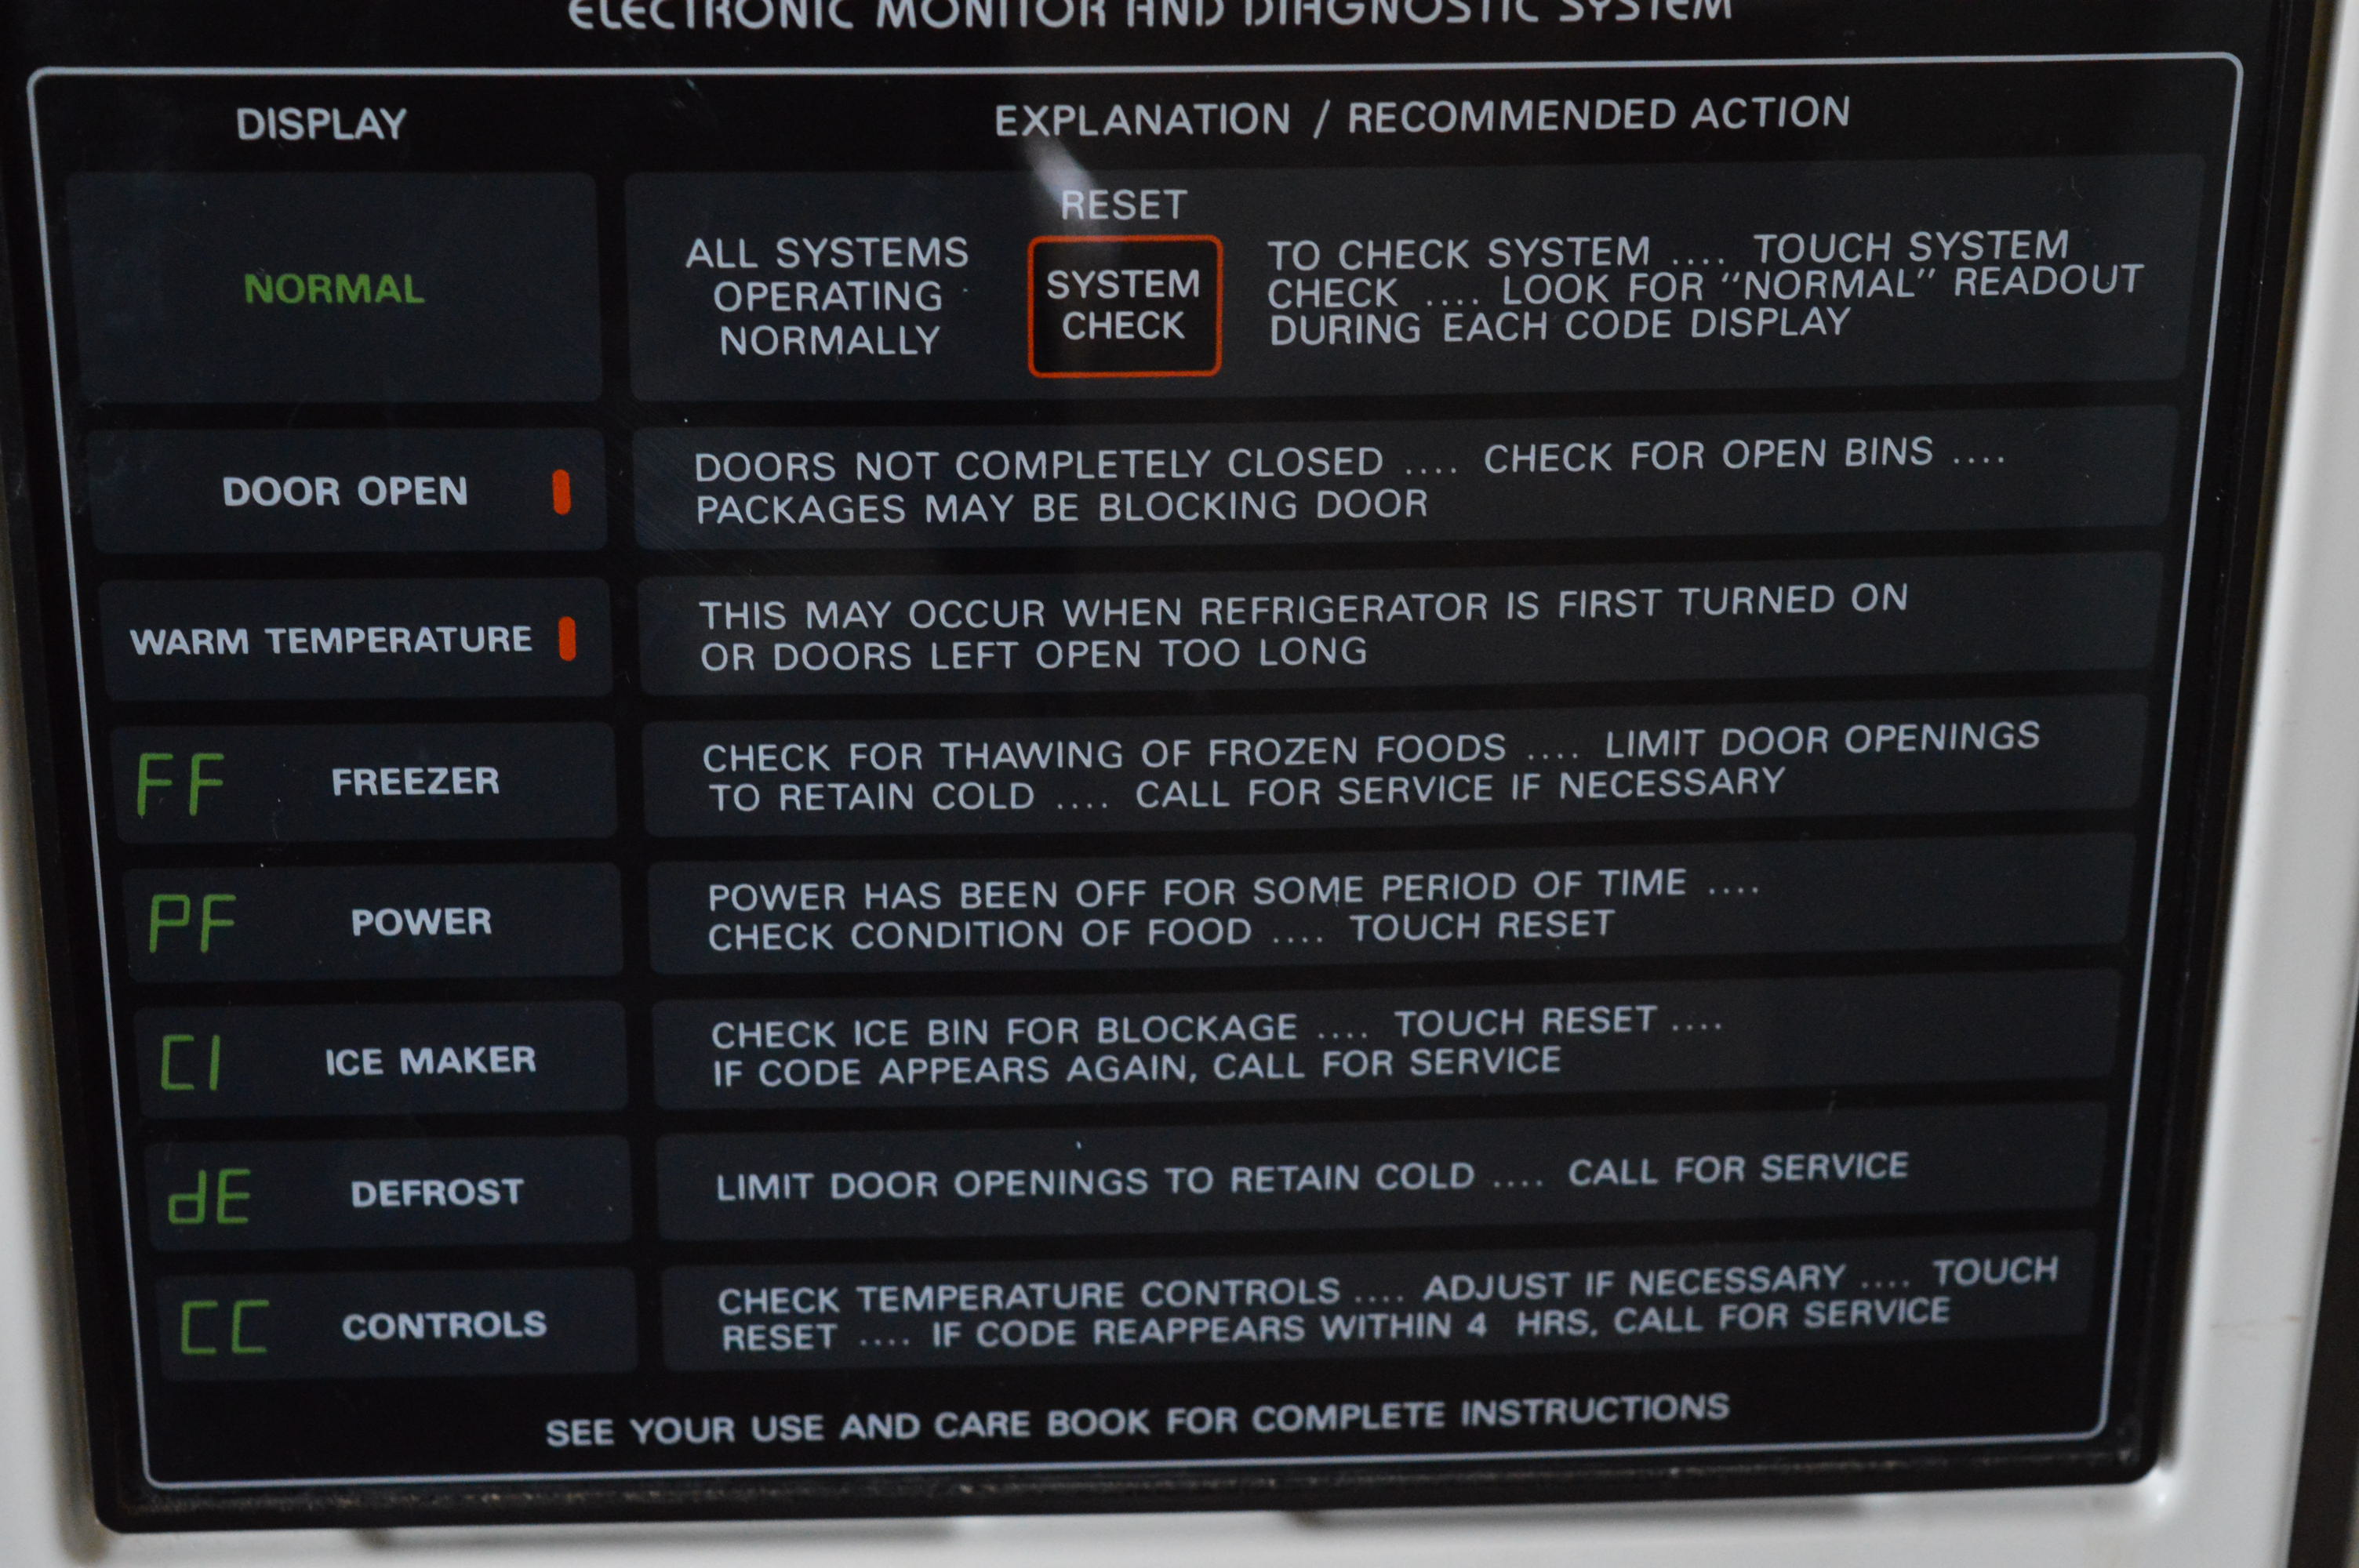 ELECTRONIC MONITOR AND DIAGNOSTIC SYSTEM
DISPLAY
EXPLANATION / RECOMMENDED ACTION
NORMAL
ALL SYSTEMS
OPERATING
NORMALLY
RESET
SYSTEM
CHECK
TO CHECK SYSTEM .... TOUCH SYSTEM
CHECK .... LOOK FOR "NORMAL" READOUT
DURING EACH CODE DISPLAY
DOOR OPEN
DOORS NOT COMPLETELY CLOSED .... CHECK FOR OPEN BINS ....
PACKAGES MAY BE BLOCKING DOOR
WARM TEMPERATURE
THIS MAY OCCUR WHEN REFRIGERATOR IS FIRST TURNED ON
OR DOORS LEFT OPEN TOO LONG
FF FREEZER
CHECK FOR THAWING OF FROZEN FOODS .... LIMIT DOOR OPENINGS
TO RETAIN COLD .... CALL FOR SERVICE IF NECESSARY
PF POWER
POWER HAS BEEN OFF FOR SOME PERIOD OF TIME ....
CHECK CONDITION OF FOOD .... TOUCH RESET
CI ICE MAKER
CHECK ICE BIN FOR BLOCKAGE .... TOUCH RESET ....
IF CODE APPEARS AGAIN, CALL FOR SERVICE
dE DEFROST
LIMIT DOOR OPENINGS TO RETAIN COLD .... CALL FOR SERVICE
CC CONTROLS
CHECK TEMPERATURE CONTROLS .... ADJUST IF NECESSARY .... TOUCH
RESET .... IF CODE REAPPEARS WITHIN 4 HRS. CALL FOR SERVICE
SEE YOUR USE AND CARE BOOK FOR COMPLETE INSTRUCTIONS